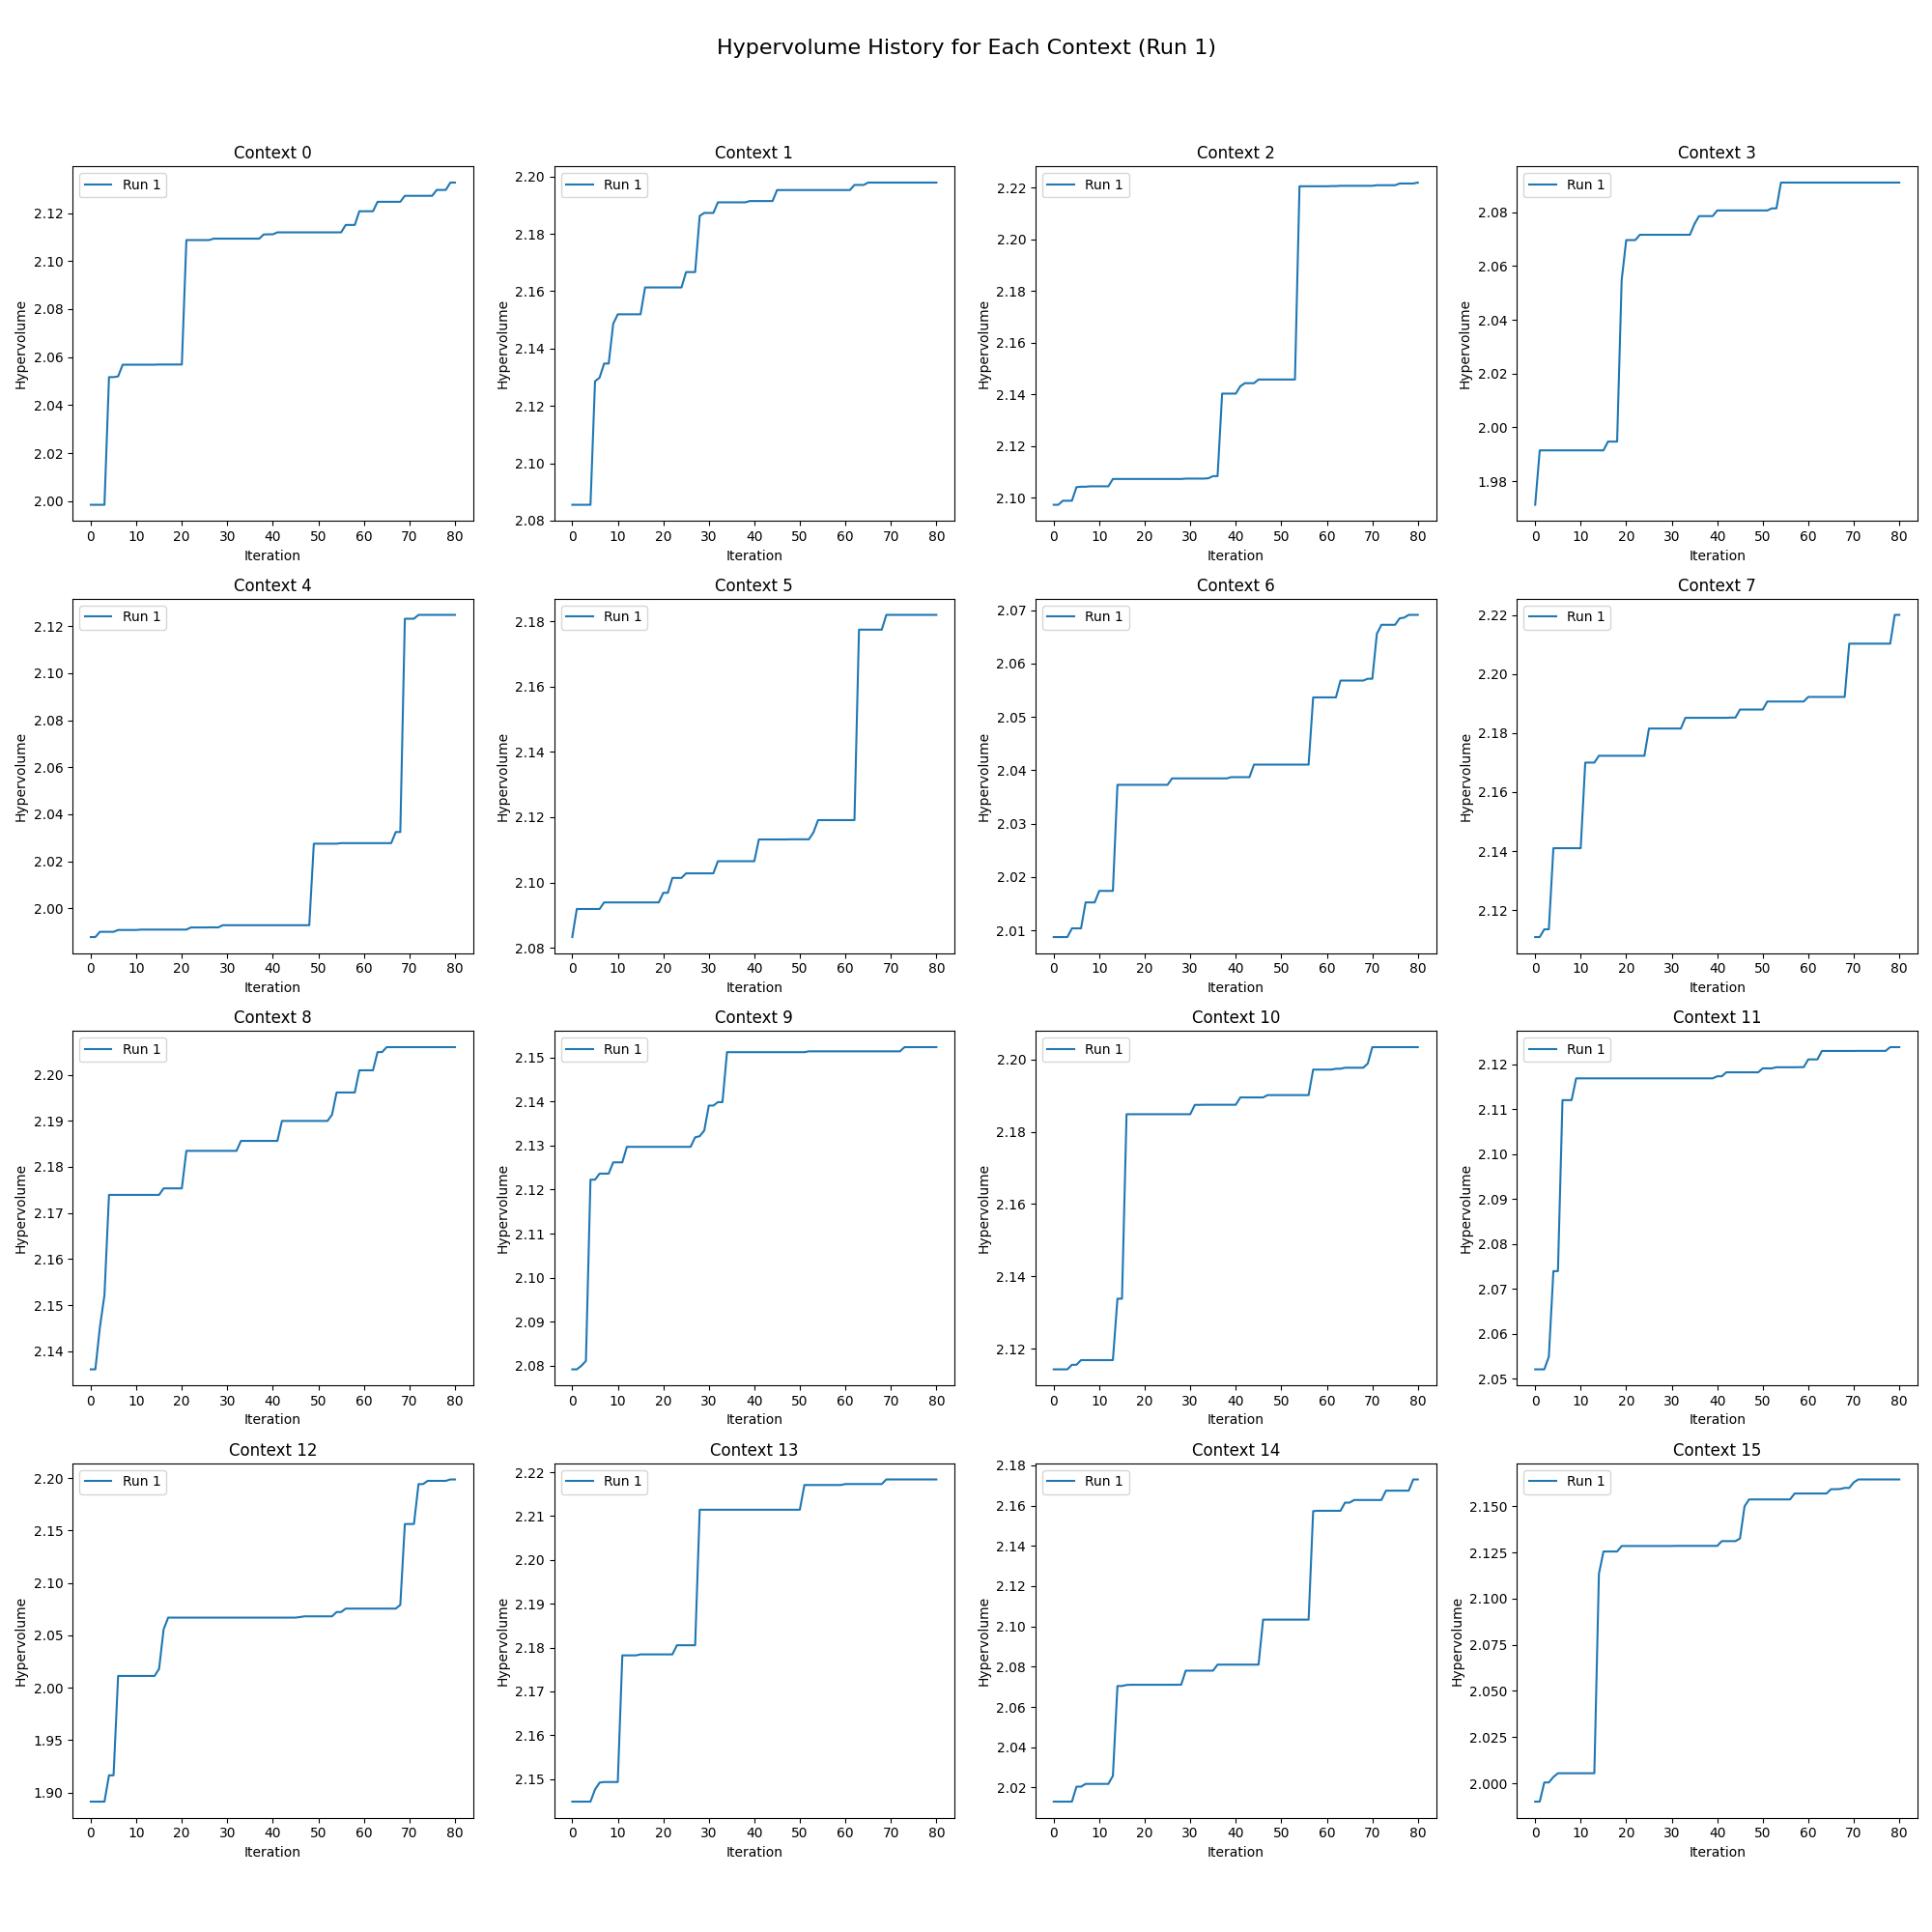 Hypervolume History for Each Context (Run 1)
Context 0
Run 1
2.12
2.10
2.08
2.06
2.04
2.02
2.00
Hypervolume
0 10 20 30 40 50 60 70 80
Iteration
Context 1
Run 1
2.20
2.18
2.16
2.14
2.12
2.10
2.08
Hypervolume
0 10 20 30 40 50 60 70 80
Iteration
Context 2
Run 1
2.22
2.20
2.18
2.16
2.14
2.12
2.10
Hypervolume
0 10 20 30 40 50 60 70 80
Iteration
Context 3
Run 1
2.08
2.06
2.04
2.02
2.00
1.98
Hypervolume
0 10 20 30 40 50 60 70 80
Iteration
Context 4
Run 1
2.12
2.10
2.08
2.06
2.04
2.02
2.00
Hypervolume
0 10 20 30 40 50 60 70 80
Iteration
Context 5
Run 1
2.18
2.16
2.14
2.12
2.10
2.08
Hypervolume
0 10 20 30 40 50 60 70 80
Iteration
Context 6
Run 1
2.07
2.06
2.05
2.04
2.03
2.02
2.01
Hypervolume
0 10 20 30 40 50 60 70 80
Iteration
Context 7
Run 1
2.22
2.20
2.18
2.16
2.14
2.12
Hypervolume
0 10 20 30 40 50 60 70 80
Iteration
Context 8
Run 1
2.20
2.19
2.18
2.17
2.16
2.15
2.14
Hypervolume
0 10 20 30 40 50 60 70 80
Iteration
Context 9
Run 1
2.15
2.14
2.13
2.12
2.11
2.10
2.09
2.08
Hypervolume
0 10 20 30 40 50 60 70 80
Iteration
Context 10
Run 1
2.20
2.18
2.16
2.14
2.12
Hypervolume
0 10 20 30 40 50 60 70 80
Iteration
Context 11
Run 1
2.12
2.11
2.10
2.09
2.08
2.07
2.06
2.05
Hypervolume
0 10 20 30 40 50 60 70 80
Iteration
Context 12
Run 1
2.20
2.15
2.10
2.05
2.00
1.95
1.90
Hypervolume
0 10 20 30 40 50 60 70 80
Iteration
Context 13
Run 1
2.22
2.21
2.20
2.19
2.18
2.17
2.16
2.15
Hypervolume
0 10 20 30 40 50 60 70 80
Iteration
Context 14
Run 1
2.18
2.16
2.14
2.12
2.10
2.08
2.06
2.04
2.02
Hypervolume
0 10 20 30 40 50 60 70 80
Iteration
Context 15
Run 1
2.150
2.125
2.100
2.075
2.050
2.025
2.000
Hypervolume
0 10 20 30 40 50 60 70 80
Iteration